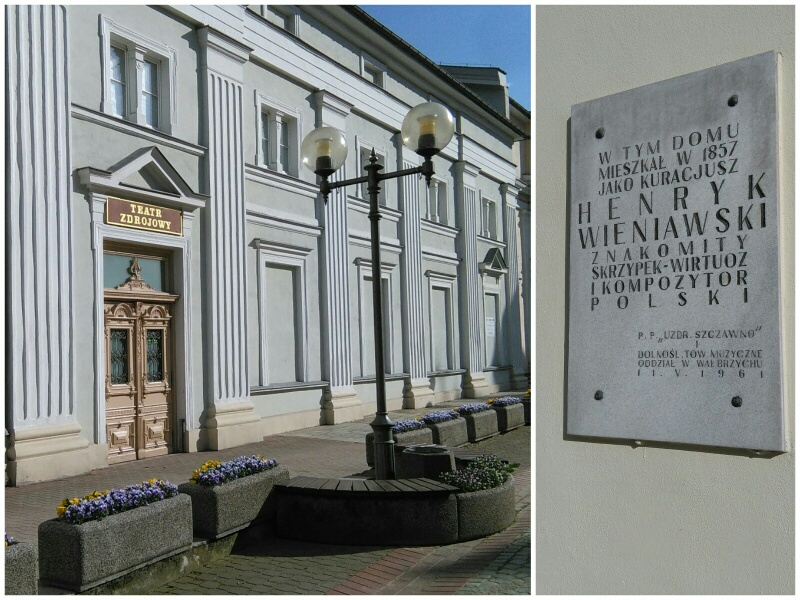 TEATR
ZDROJOWY
W TYM DOMU
MIESZKAŁ W 1857
JAKO KURACJUSZ
HENRYK
WIENIAWSKI
ZNAKOMITY
SKRZYPEK-WIRTUOZ
I KOMPOZYTOR
POLSKI
P.P. „UZDR. SZCZAWNO"
I
DOLNOŚL. TOW. MUZYCZNE
ODDZIAŁ W WAŁBRZYCHU
11.V.1961